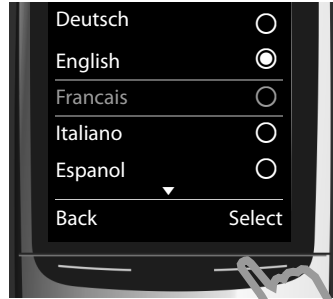 Deutsch
English
Francais
Italiano
Espanol
Back Select